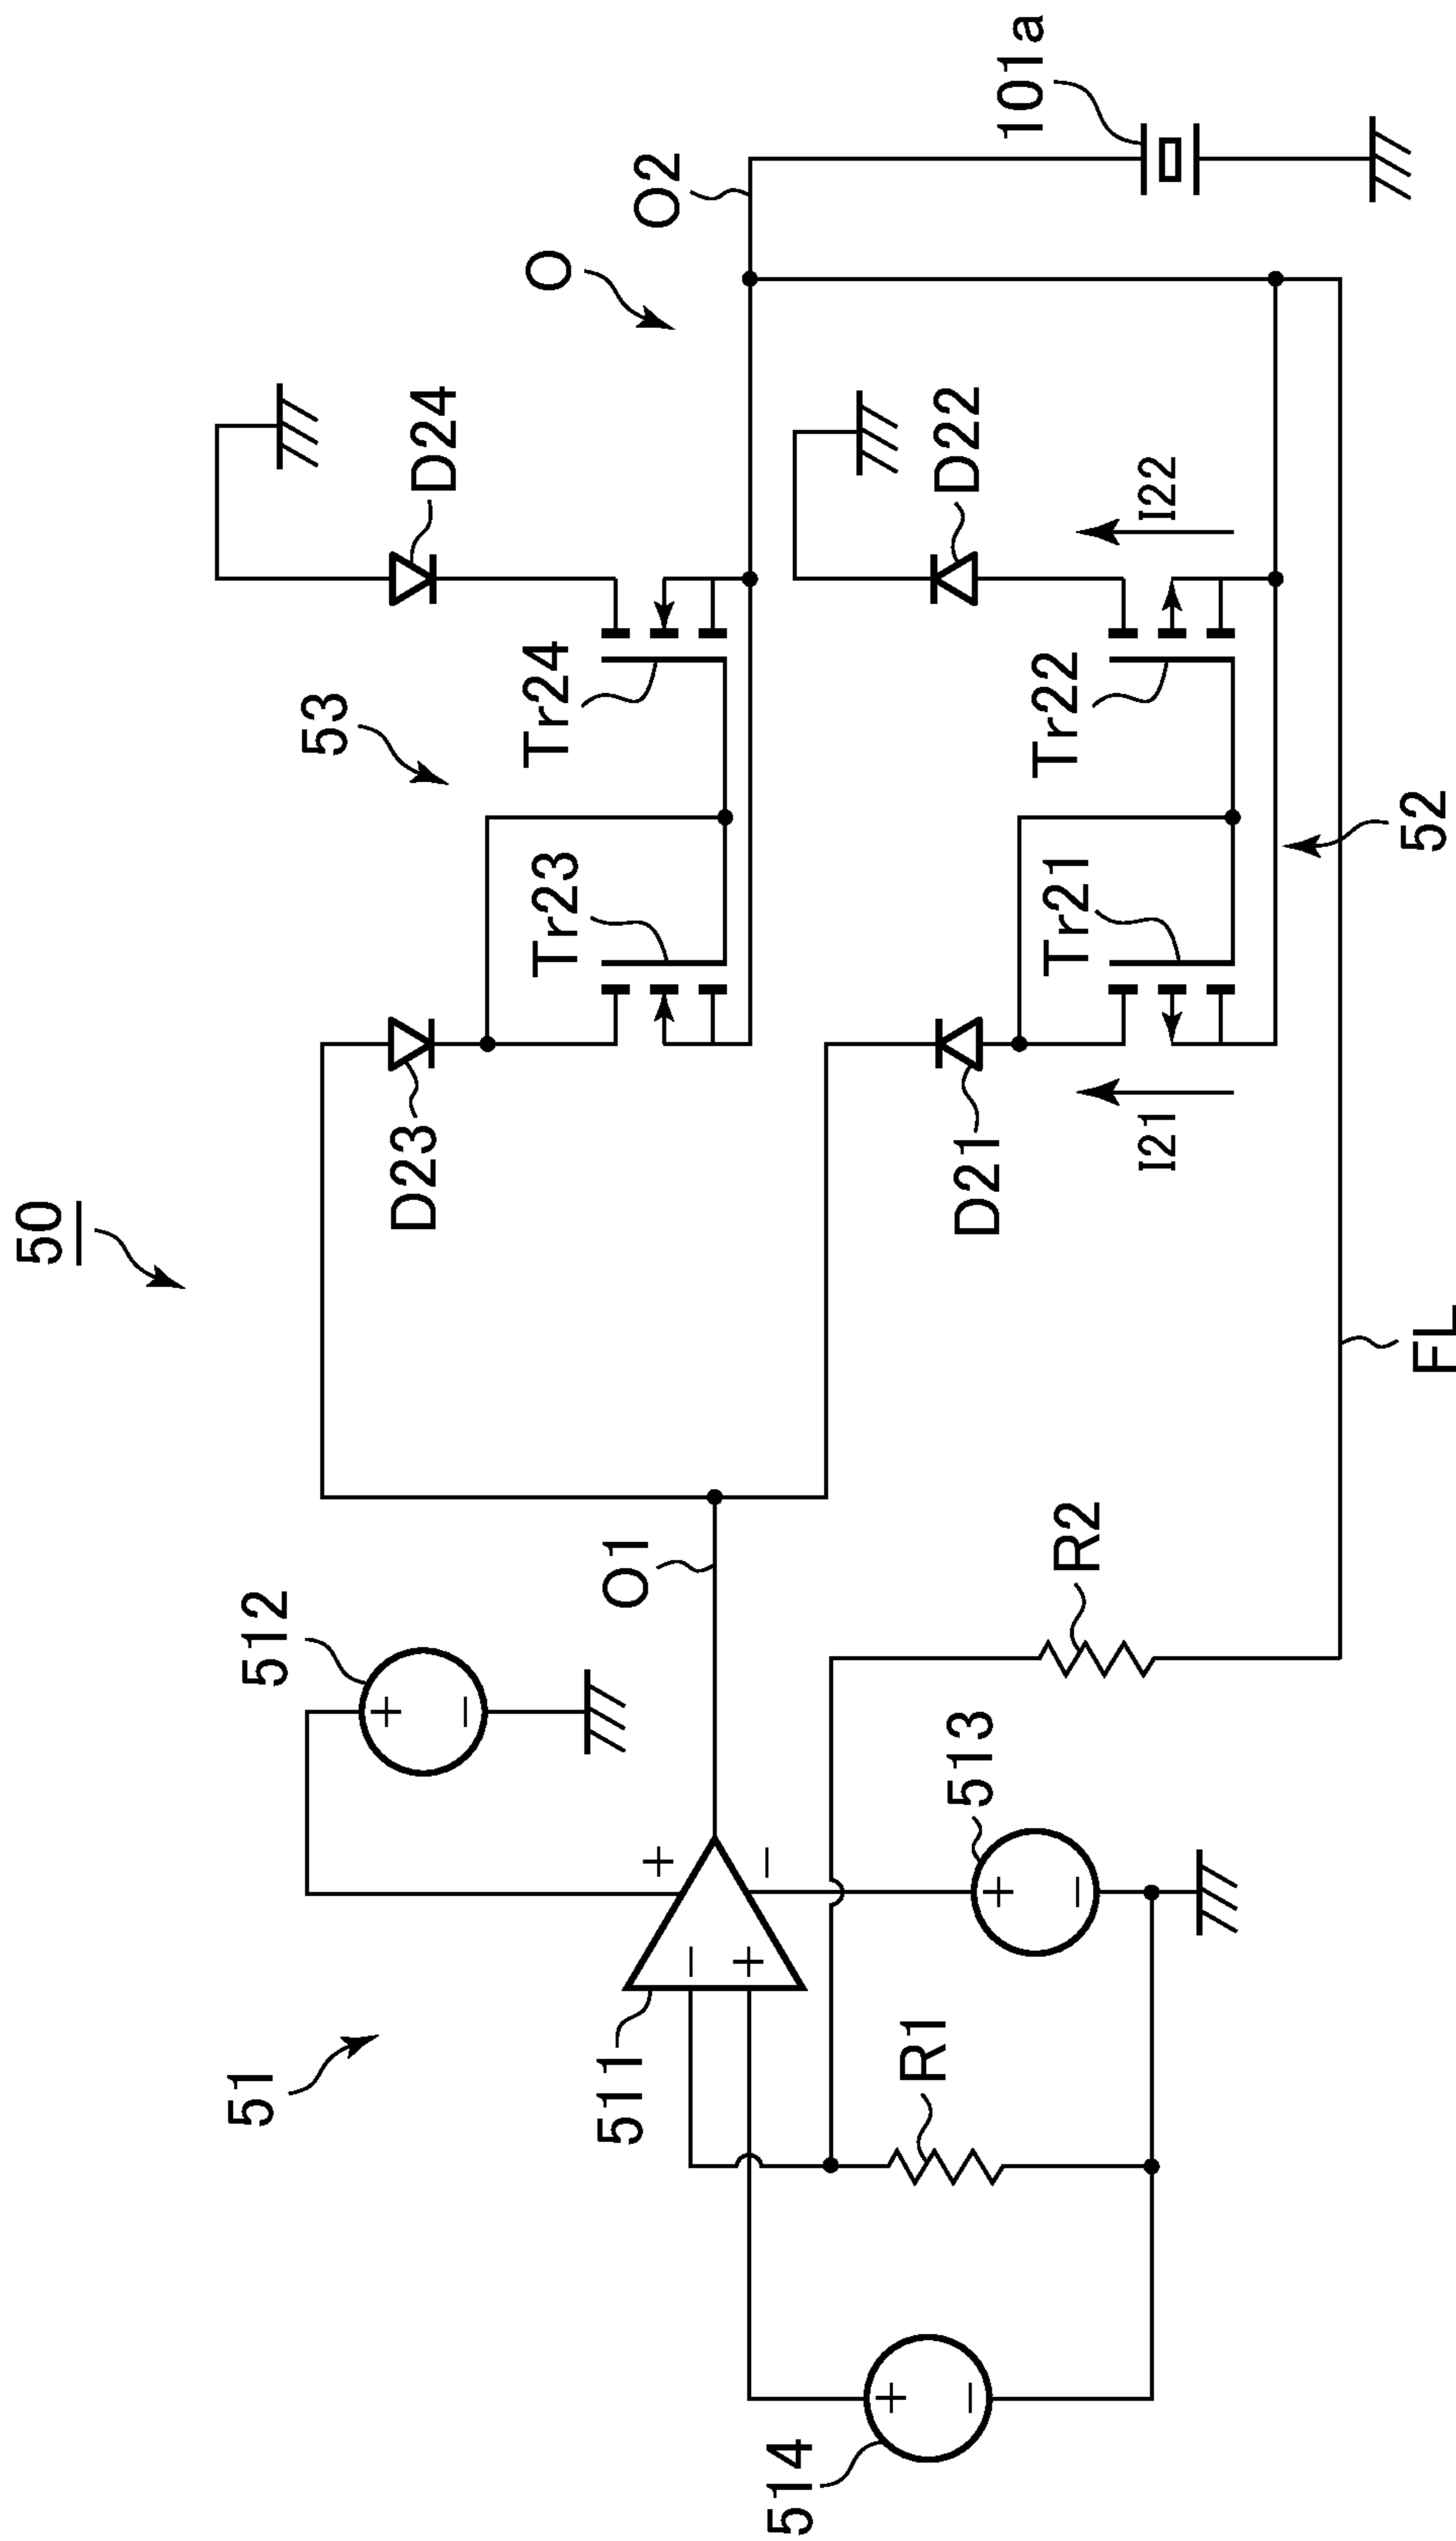 50
51
512
511
O1
514
R1
513
R2
FL
53
D23
D24
Tr23
Tr24
O
O2
101a
D21
D22
Tr21
Tr22
I21
I22
52
+
−
+
−
−
+
+
−
+
−